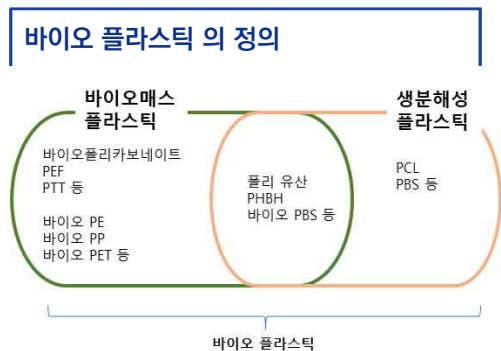 바이오 플라스틱 의 정의
바이오매스
플라스틱
바이오폴리카보네이트
PEF
PTT 등
바이오 PE
바이오 PP
바이오 PET 등
폴리 유산
PHBH
바이오 PBS 등
생분해성
플라스틱
PCL
PBS 등
바이오 플라스틱